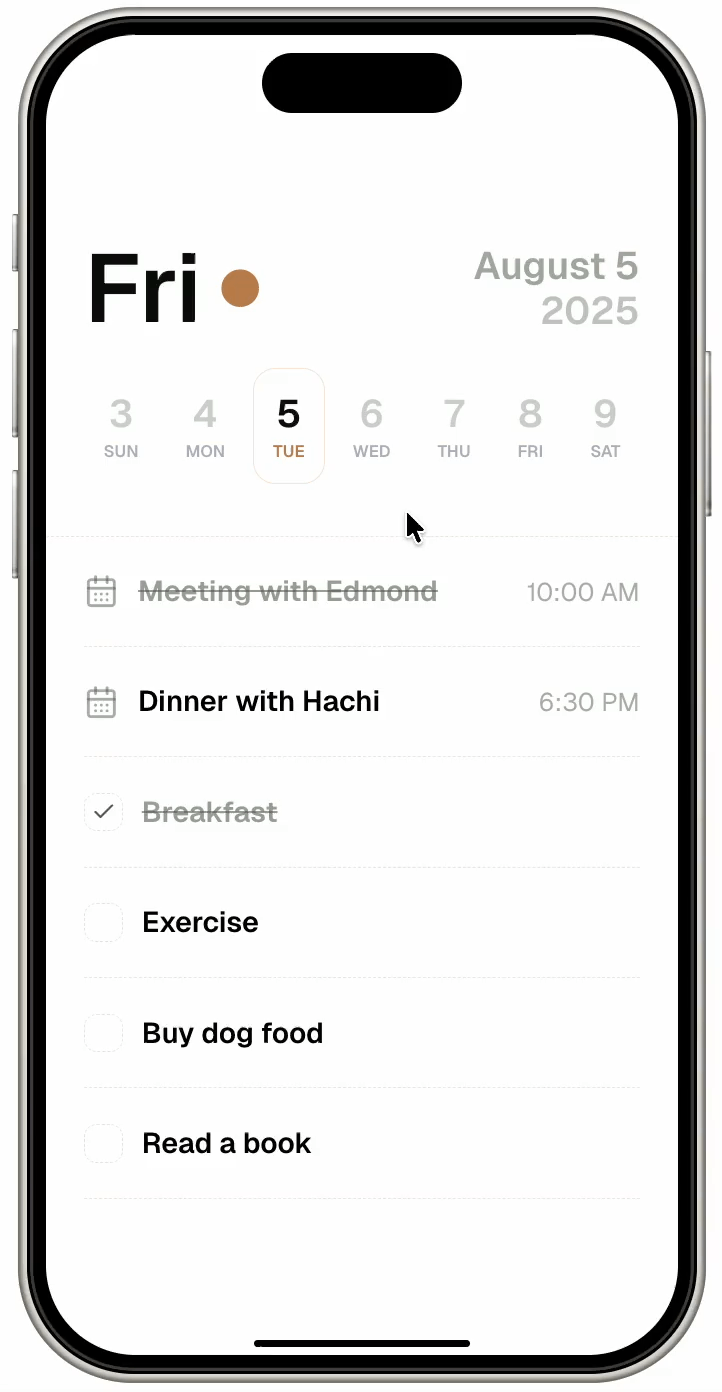 Fri
August 5
2025
3 4 5 6 7 8 9
SUN MON TUE WED THU FRI SAT
Meeting with Edmond 10:00 AM
Dinner with Hachi 6:30 PM
Breakfast
Exercise
Buy dog food
Read a book